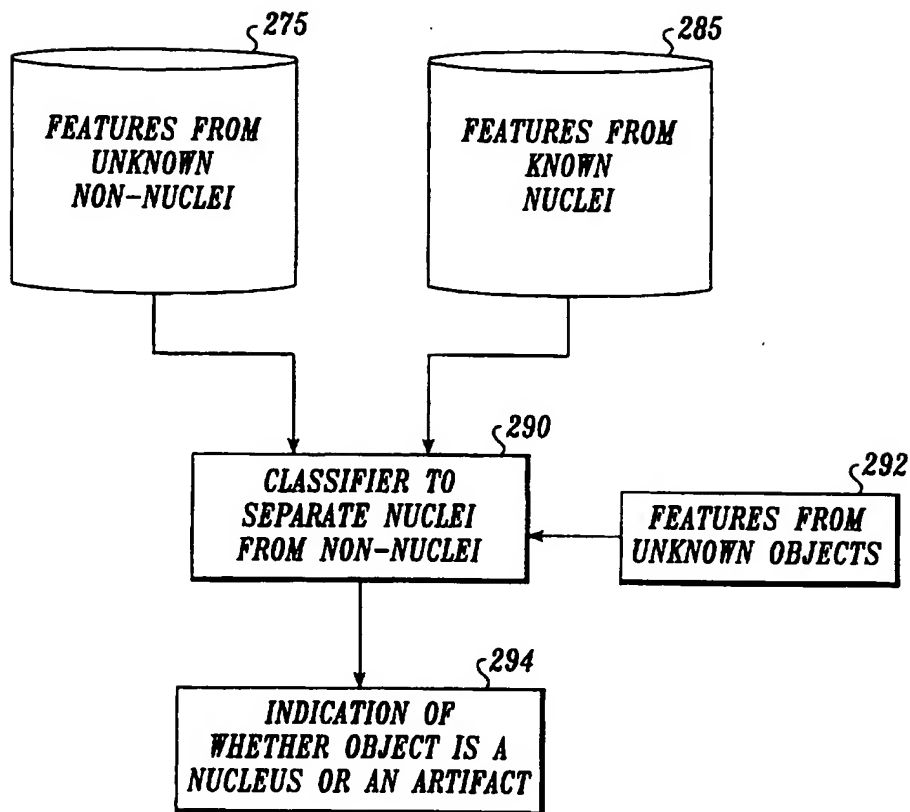 275
285
FEATURES FROM
UNKNOWN
NON-NUCLEI
FEATURES FROM
KNOWN
NUCLEI
290
CLASSIFIER TO
SEPARATE NUCLEI
FROM NON-NUCLEI
292
FEATURES FROM
UNKNOWN OBJECTS
294
INDICATION OF
WHETHER OBJECT IS A
NUCLEUS OR AN ARTIFACT